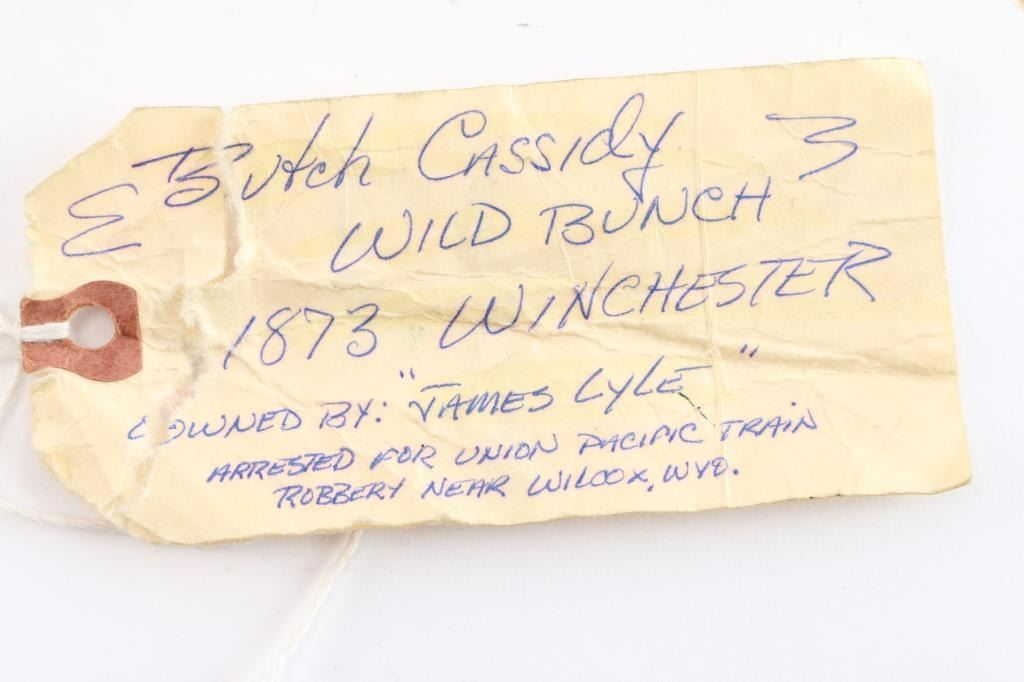 Butch Cassidy
WILD BUNCH
1873 WINCHESTER
OWNED BY: "JAMES LYLE"
ARRESTED FOR UNION PACIFIC TRAIN
ROBBERY NEAR WILCOX, WYO.